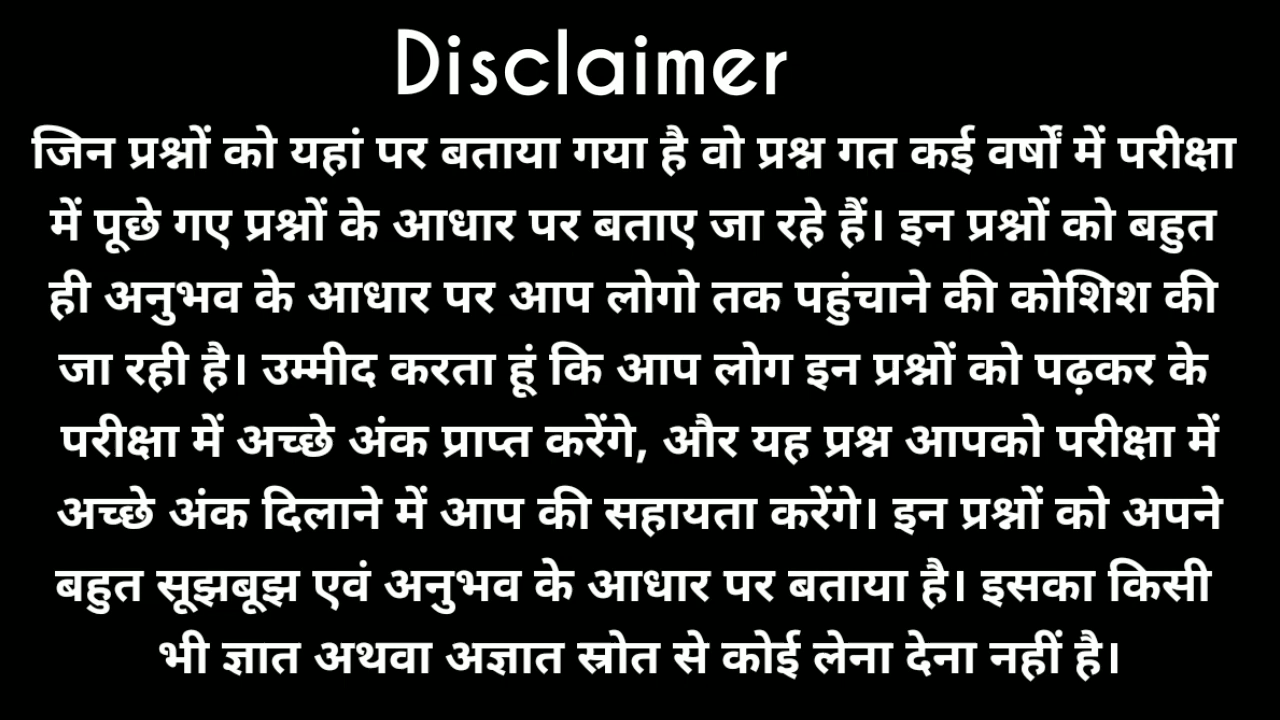 Disclaimer
जिन प्रश्नों को यहां पर बताया गया है वो प्रश्न गत कई वर्षों में परीक्षा
में पूछे गए प्रश्नों के आधार पर बताए जा रहे हैं। इन प्रश्नों को बहुत
ही अनुभव के आधार पर आप लोगो तक पहुंचाने की कोशिश की
जा रही है। उम्मीद करता हूं कि आप लोग इन प्रश्नों को पढ़कर के
परीक्षा में अच्छे अंक प्राप्त करेंगे, और यह प्रश्न आपको परीक्षा में
अच्छे अंक दिलाने में आप की सहायता करेंगे। इन प्रश्नों को अपने
बहुत सूझबूझ एवं अनुभव के आधार पर बताया है। इसका किसी
भी ज्ञात अथवा अज्ञात स्रोत से कोई लेना देना नहीं है।